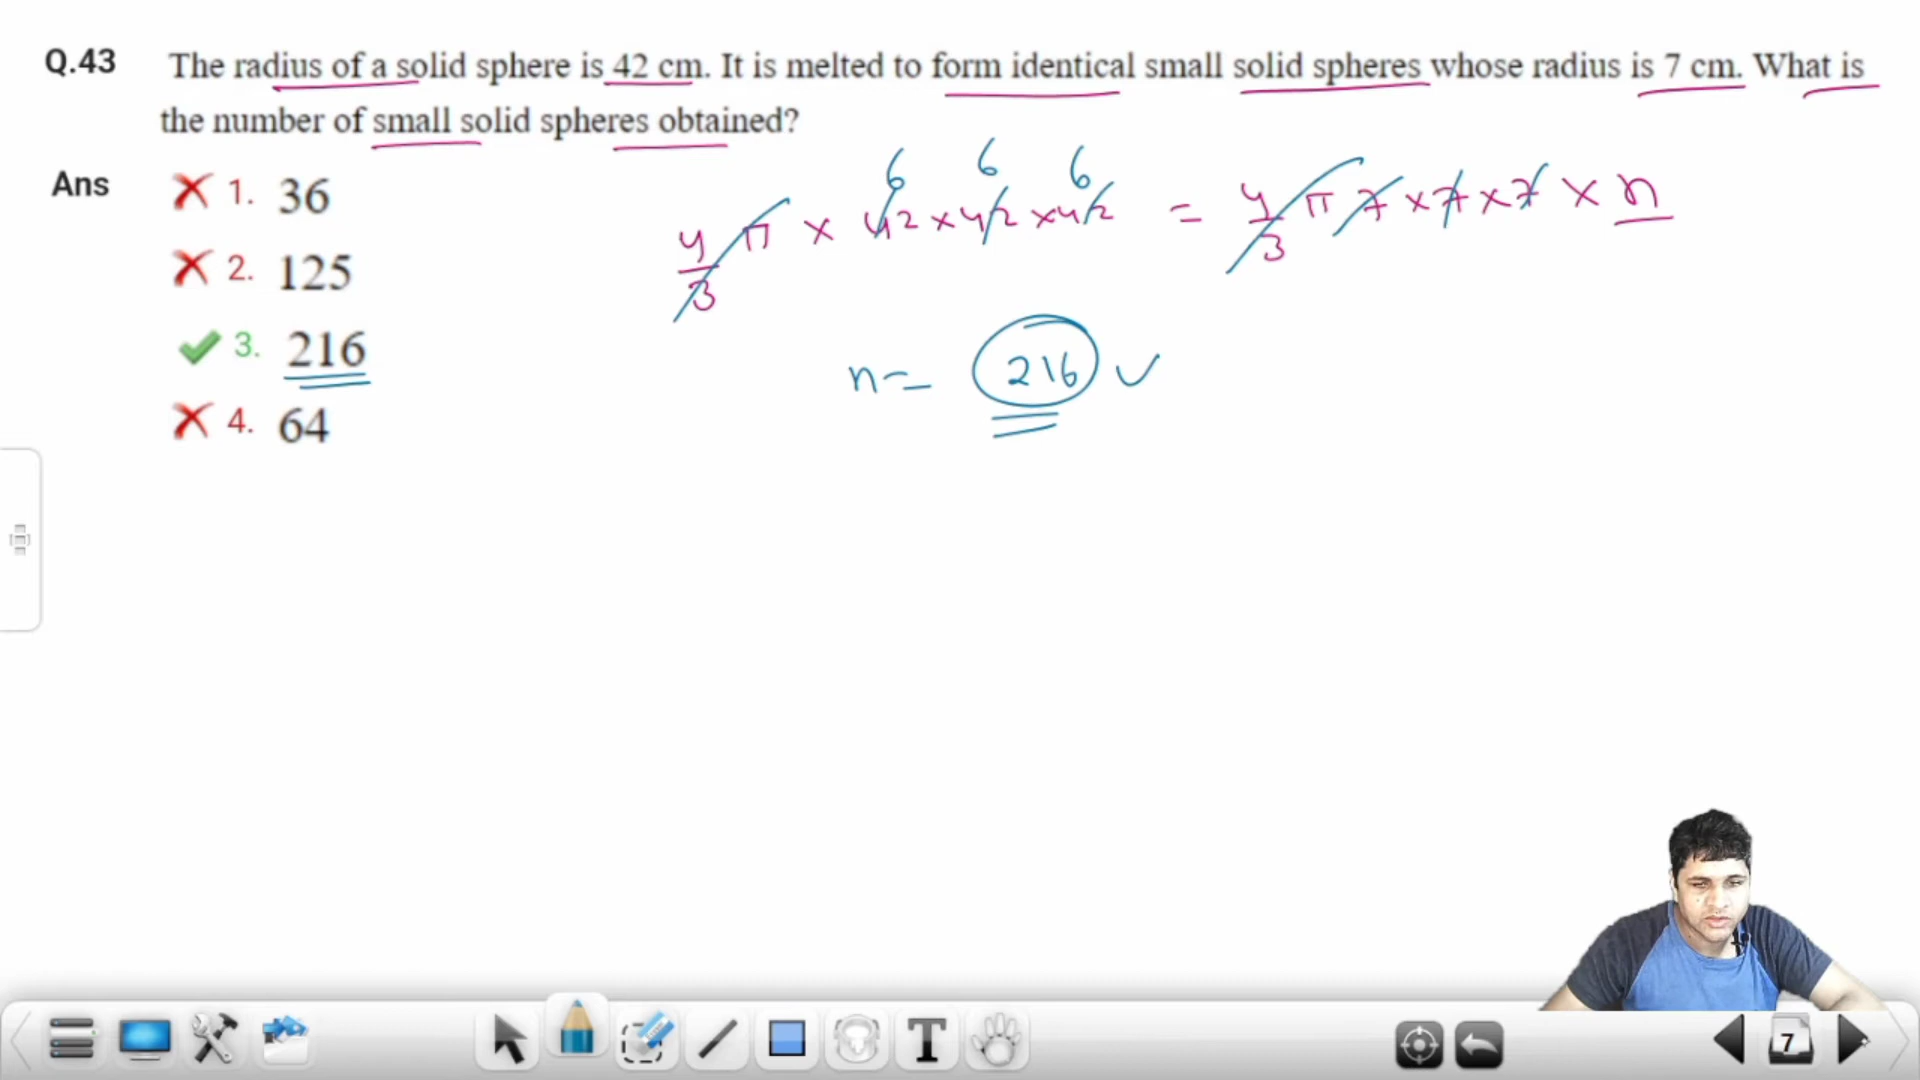 Q.43 The radius of a solid sphere is 42 cm. It is melted to form identical small solid spheres whose radius is 7 cm. What is
the number of small solid spheres obtained?
Ans
1. 36
2. 125
3. 216
4. 64
6 6 6
4/3 π × 42 × 42 × 42 = 4/3 π 7 × 7 × 7 × n
n = 216
T
7